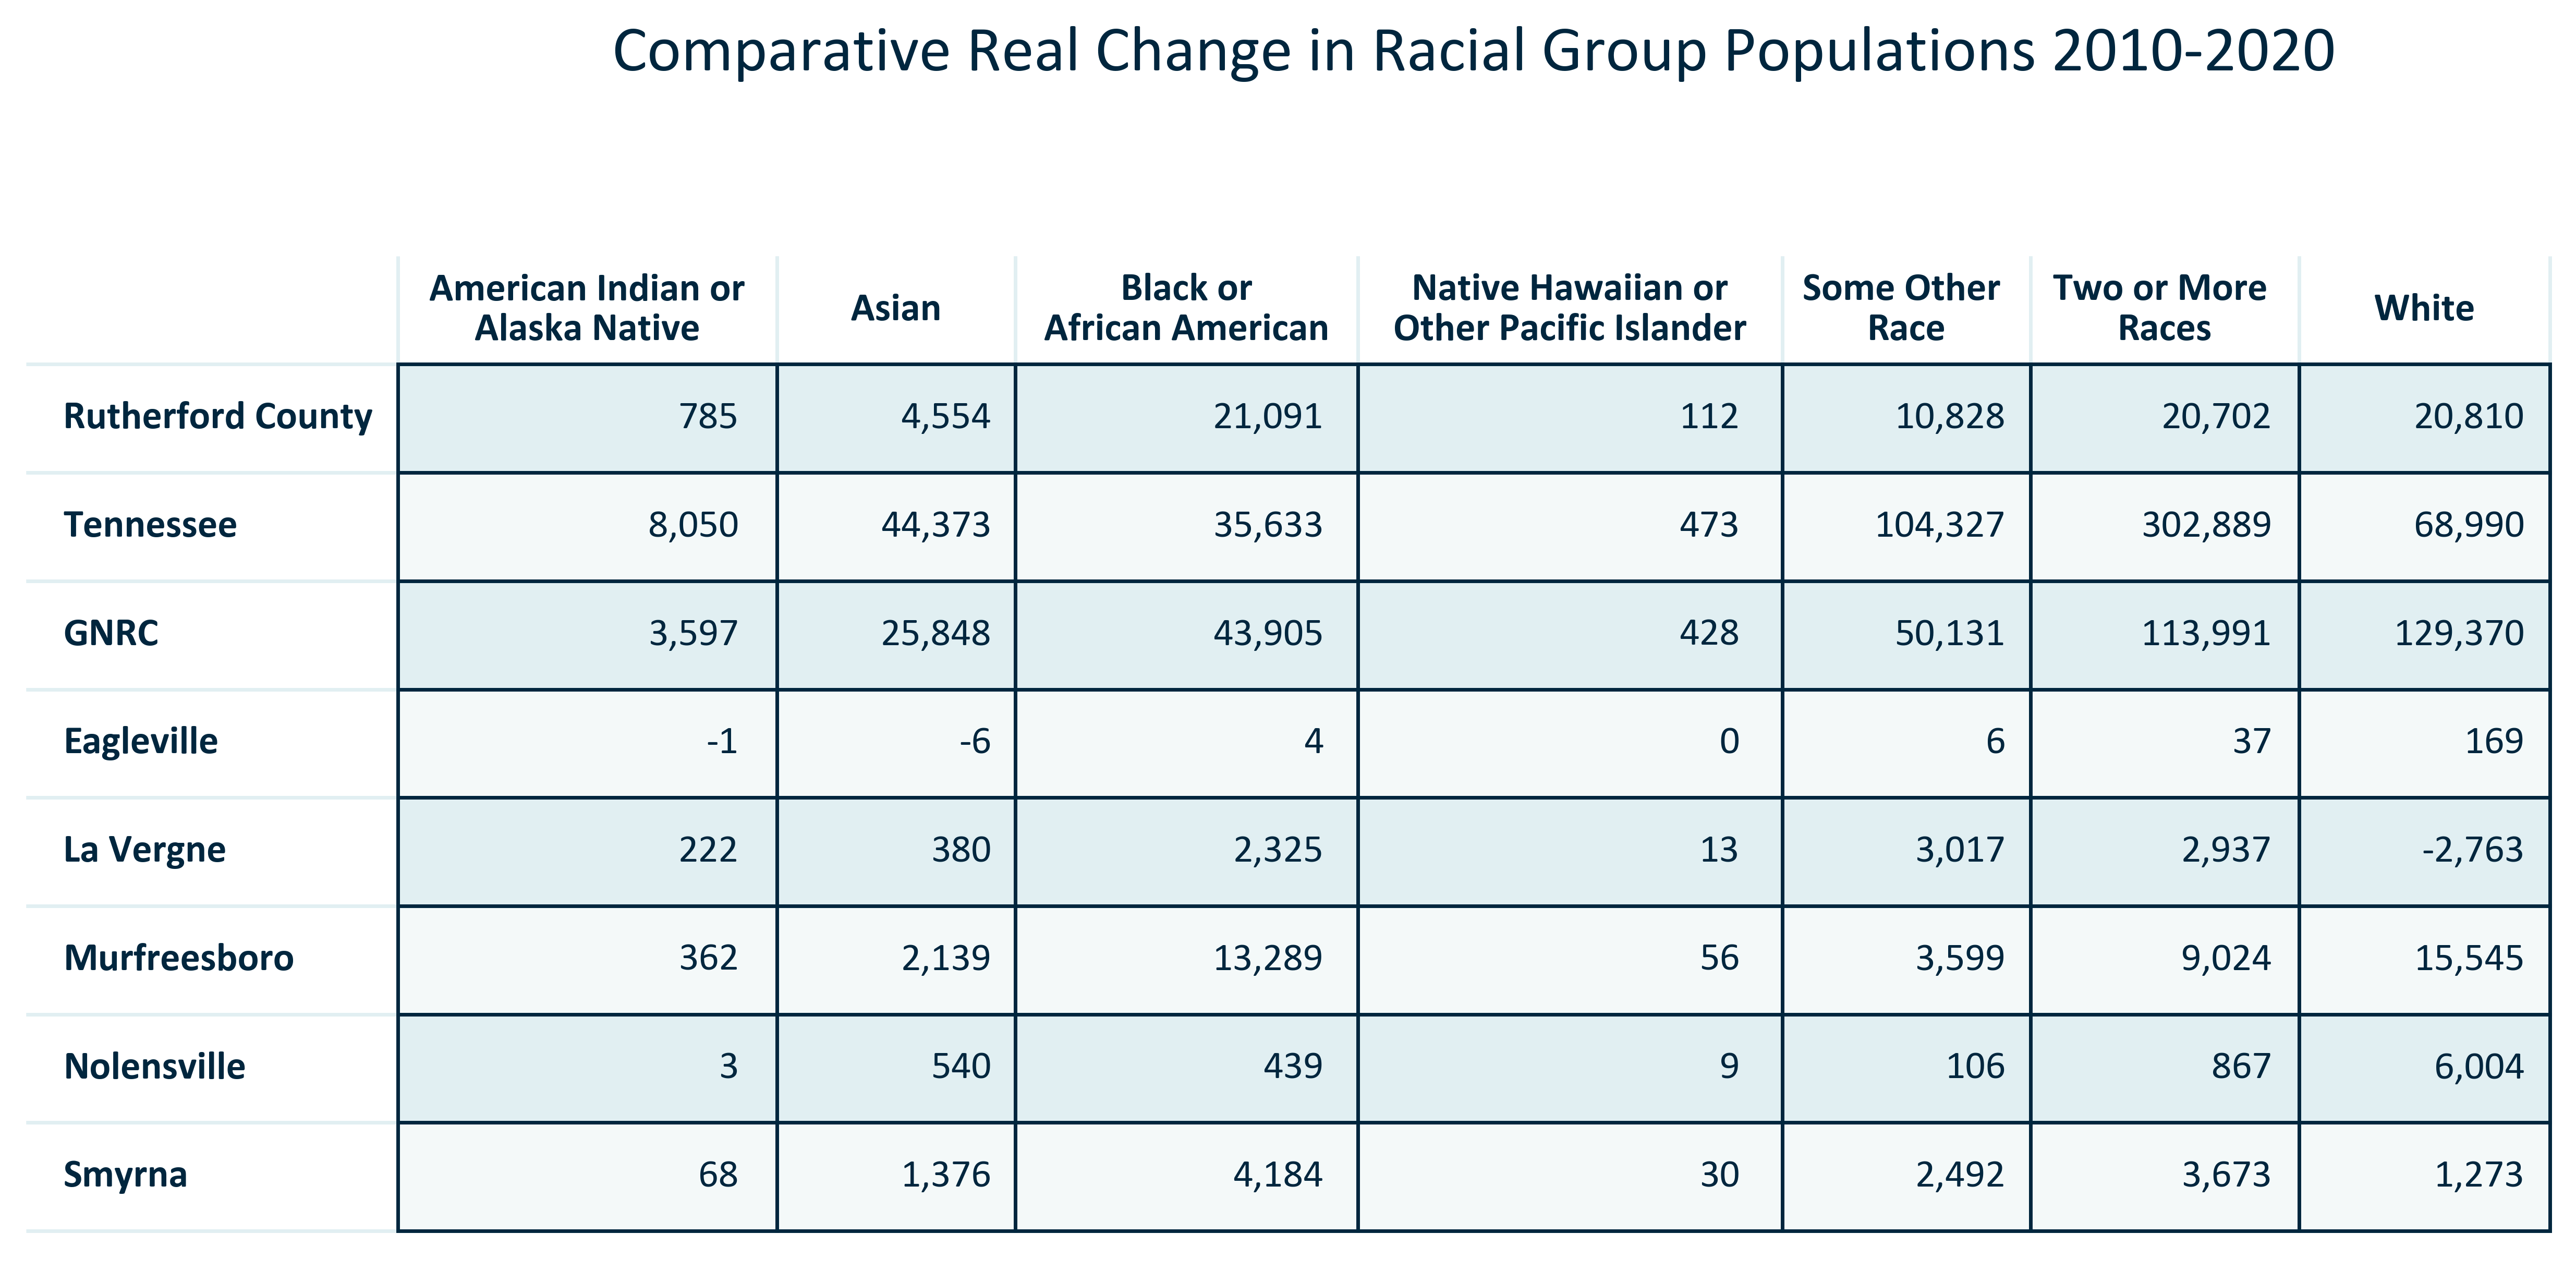 Comparative Real Change in Racial Group Populations 2010-2020
American Indian or Alaska Native Asian Black or African American Native Hawaiian or Other Pacific Islander Some Other Race Two or More Races White
Rutherford County 785 4,554 21,091 112 10,828 20,702 20,810
Tennessee 8,050 44,373 35,633 473 104,327 302,889 68,990
GNRC 3,597 25,848 43,905 428 50,131 113,991 129,370
Eagleville -1 -6 4 0 6 37 169
La Vergne 222 380 2,325 13 3,017 2,937 -2,763
Murfreesboro 362 2,139 13,289 56 3,599 9,024 15,545
Nolensville 3 540 439 9 106 867 6,004
Smyrna 68 1,376 4,184 30 2,492 3,673 1,273